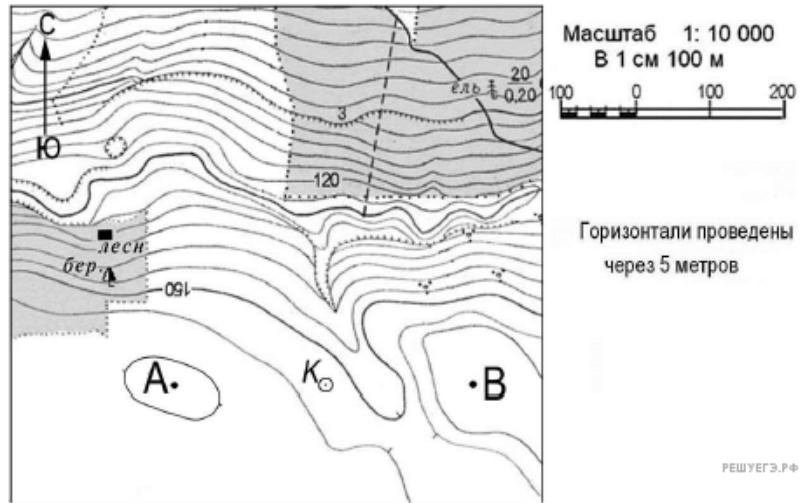 С
Ю
ель 20
0,20
3
120
лесн
бер.
150
А
К
В
Масштаб 1: 10 000
В 1 см 100 м
100 0 100 200
Горизонтали проведены
через 5 метров
РЕШУЕГЭ.РФ